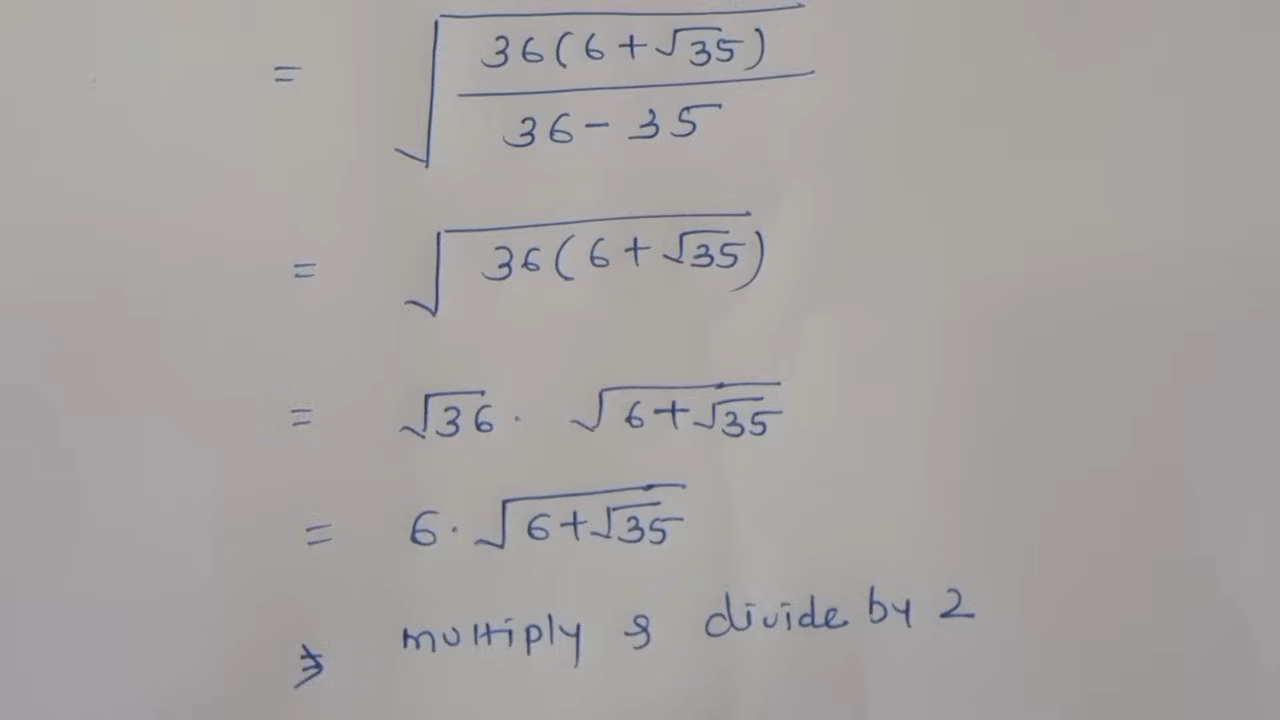 = √(36(6+√35)/(36-35))
= √(36(6+√35))
= √36 · √(6+√35)
= 6 · √(6+√35)
⇒ multiply & divide by 2